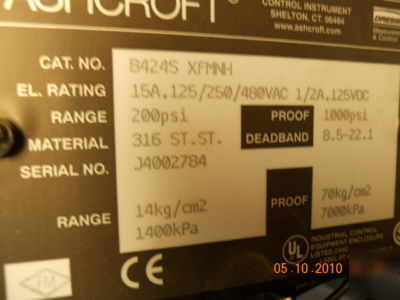 ASHCROFT
CONTROL INSTRUMENT
SHELTON, CT. 06484
www.ashcroft.com
CAT. NO. B424S XFMNH
EL. RATING 15A,125/250/480VAC 1/2A,125VDC
RANGE 200psi PROOF 1000psi
MATERIAL 316 ST.ST. DEADBAND 8.5-22.1
SERIAL NO. J4002784
RANGE 14kg/cm2 1400kPa PROOF 70kg/cm2 7000kPa
FM
CE
UL
INDUSTRIAL CONTROL
EQUIPMENT ENCLOSURE
05.10.2010